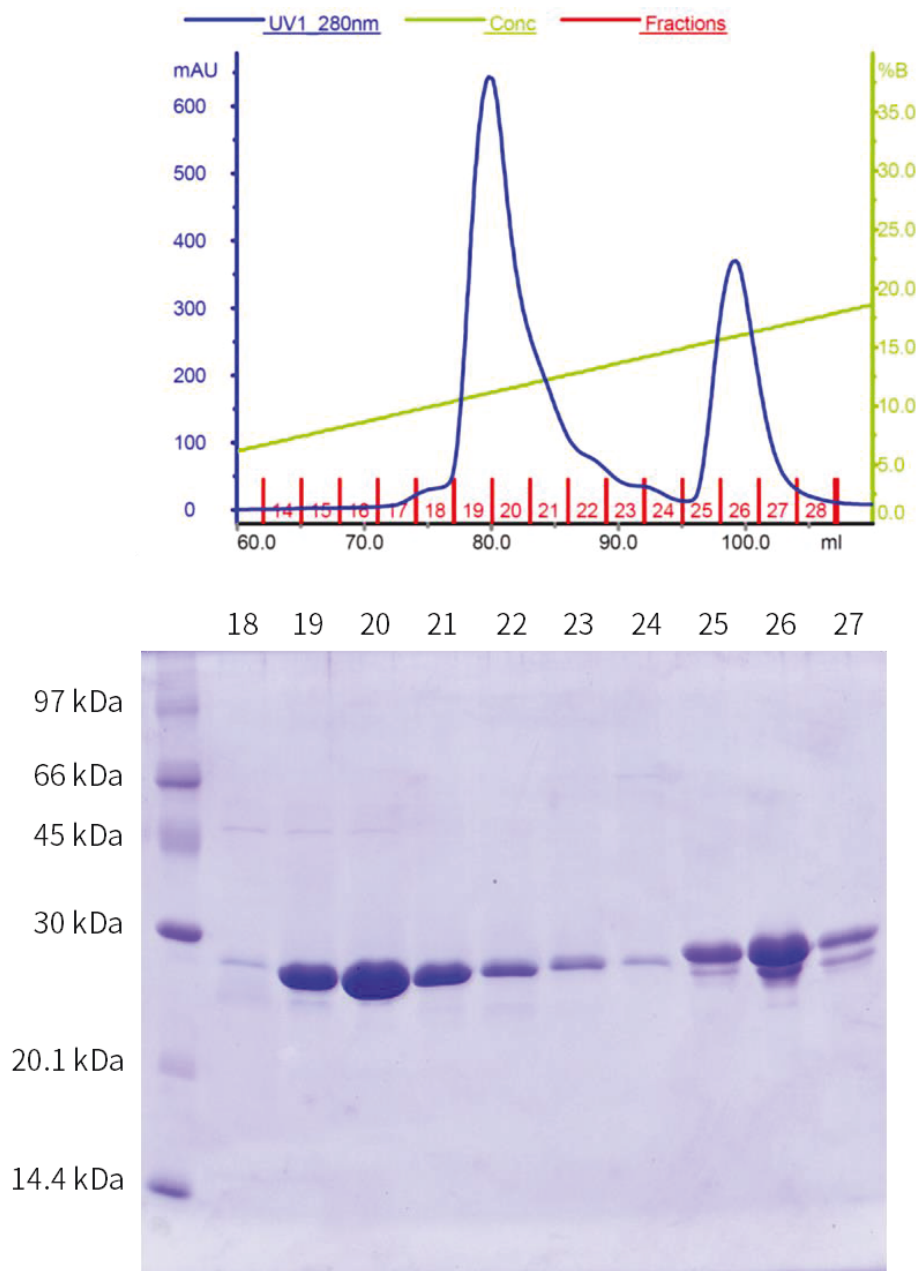 UV1_280nm Conc Fractions
mAU %B
600
500
400
300
200
100
0
35.0
30.0
25.0
20.0
15.0
10.0
5.0
0.0
14 15 16 17 18 19 20 21 22 23 24 25 26 27 28
60.0 70.0 80.0 90.0 100.0 ml
18 19 20 21 22 23 24 25 26 27
97 kDa
66 kDa
45 kDa
30 kDa
20.1 kDa
14.4 kDa